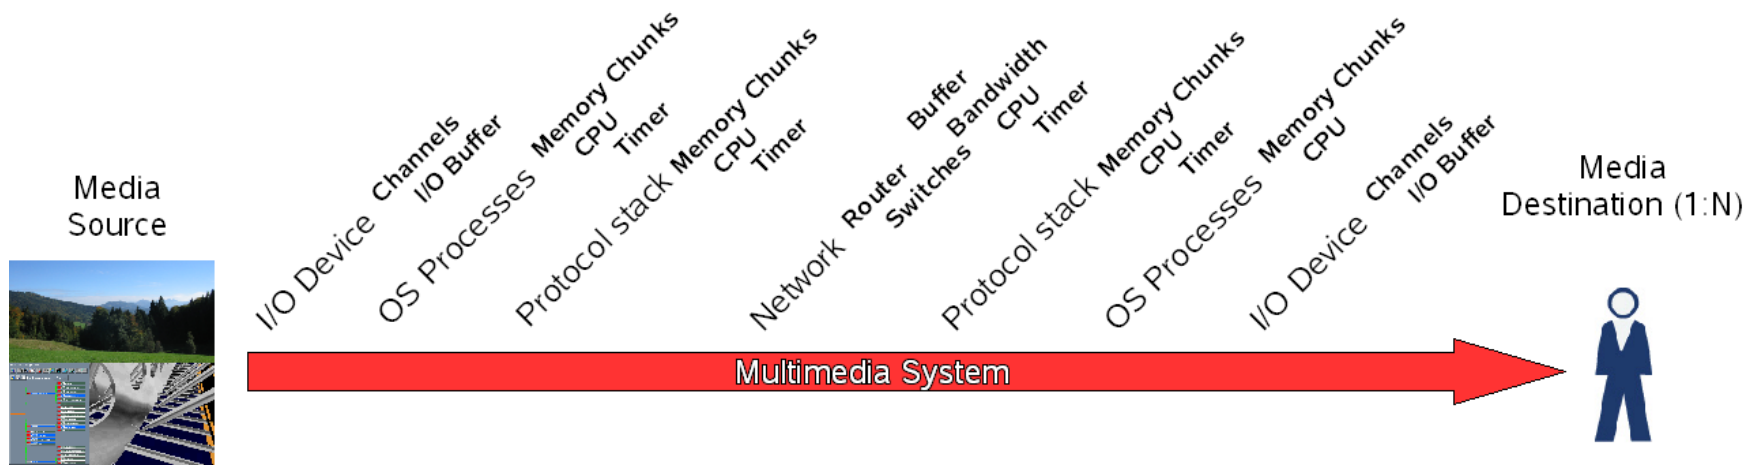 Media
Source
I/O Device
Channels
I/O Buffer
OS Processes
Memory Chunks
CPU
Timer
Protocol stack
Memory Chunks
CPU
Timer
Network
Router
Switches
Buffer
Bandwidth
CPU
Timer
Protocol stack
Memory Chunks
CPU
Timer
OS Processes
Memory Chunks
CPU
I/O Device
Channels
I/O Buffer
Media
Destination (1:N)
Multimedia System